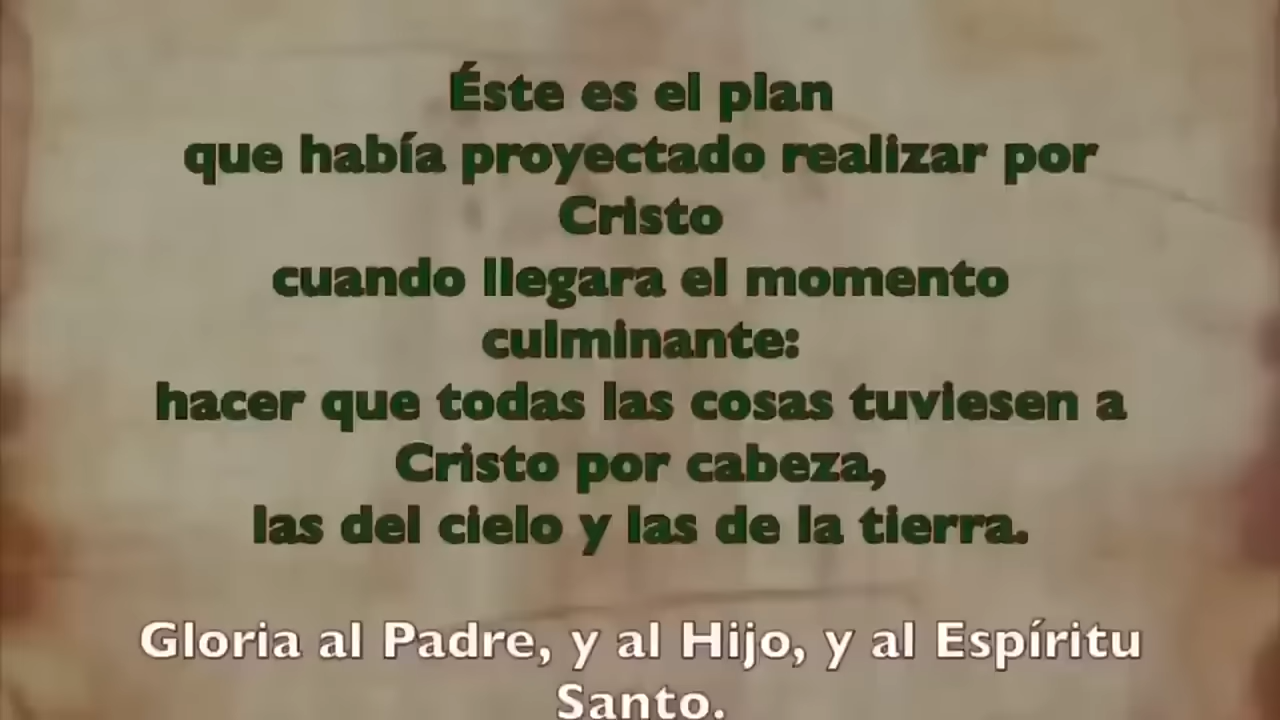 Éste es el plan
que había proyectado realizar por
Cristo
cuando llegara el momento
culminante:
hacer que todas las cosas tuviesen a
Cristo por cabeza,
las del cielo y las de la tierra.
Gloria al Padre, y al Hijo, y al Espíritu
Santo.